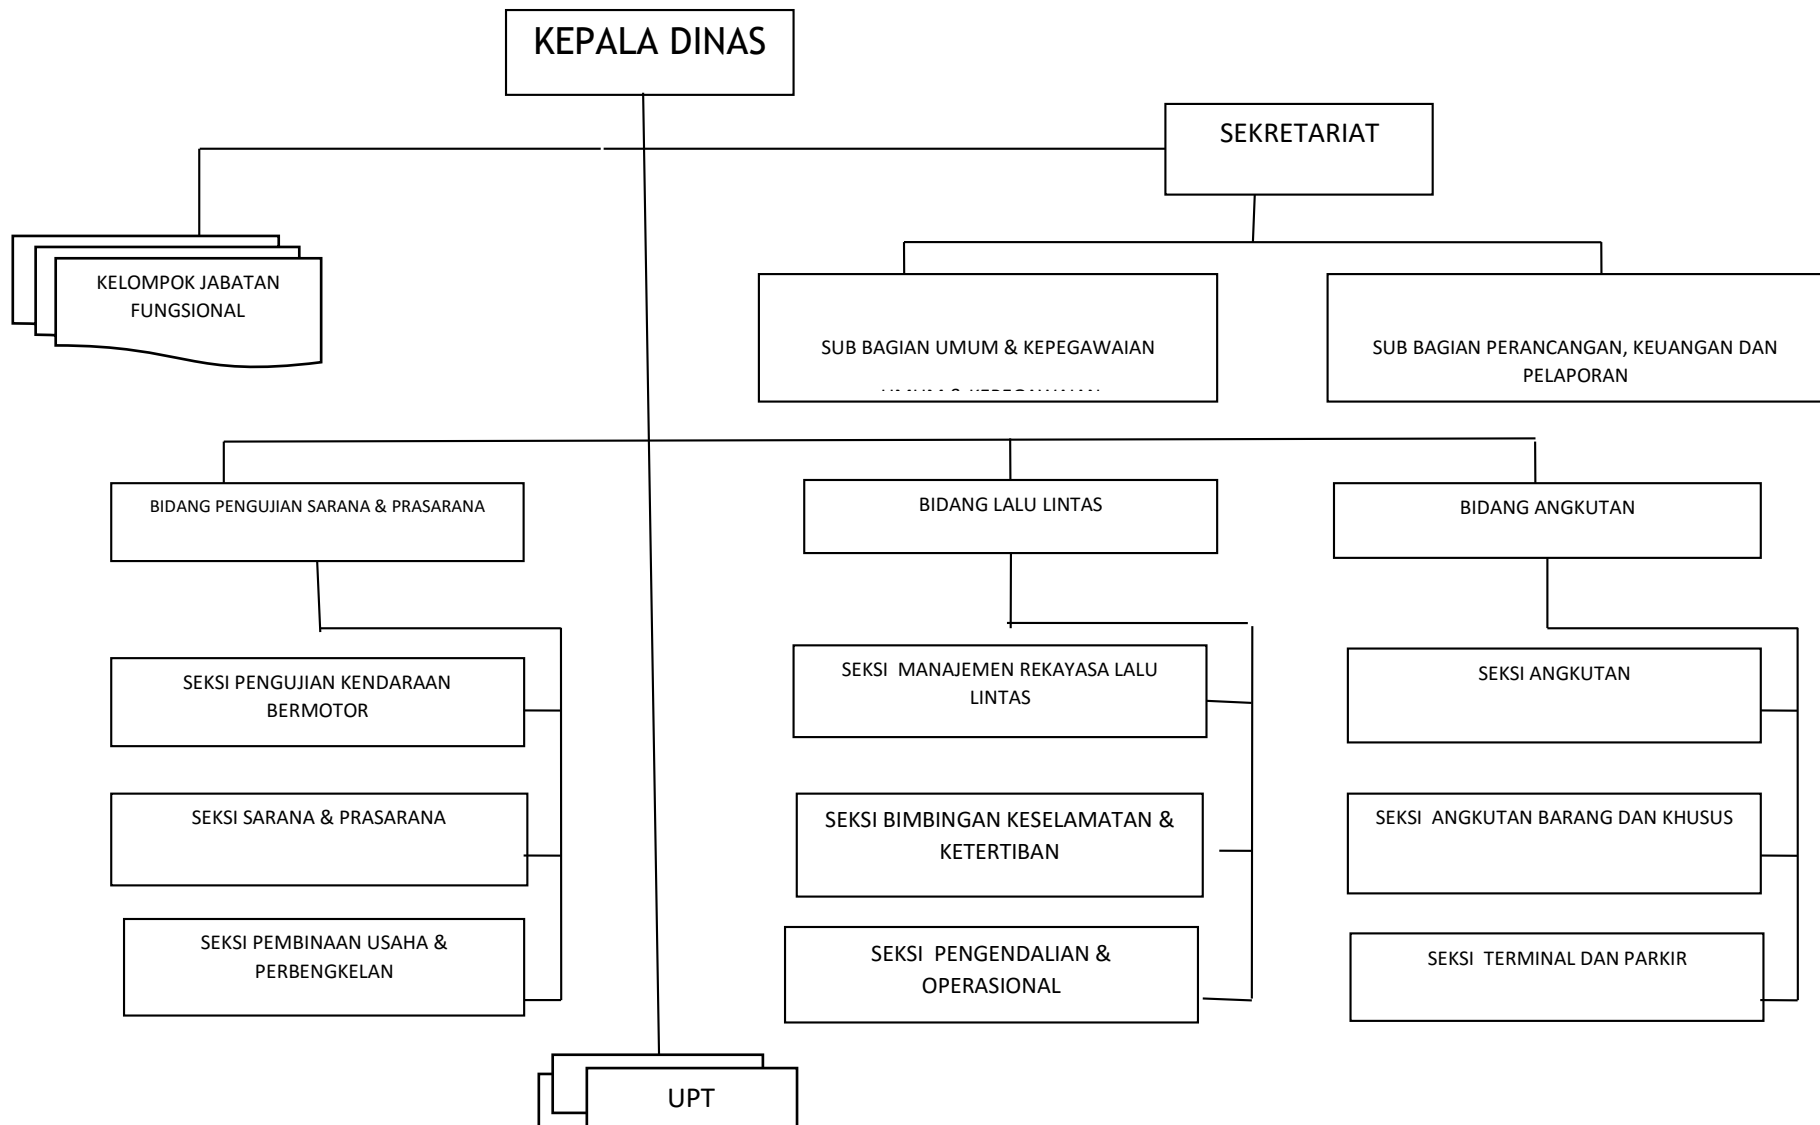 KEPALA DINAS
SEKRETARIAT
KELOMPOK JABATAN
FUNGSIONAL
SUB BAGIAN UMUM & KEPEGAWAIAN
UMUM & KEPEGAWAIAN
SUB BAGIAN PERANCANGAN, KEUANGAN DAN
PELAPORAN
BIDANG PENGUJIAN SARANA & PRASARANA
BIDANG LALU LINTAS
BIDANG ANGKUTAN
SEKSI PENGUJIAN KENDARAAN
BERMOTOR
SEKSI MANAJEMEN REKAYASA LALU
LINTAS
SEKSI ANGKUTAN
SEKSI SARANA & PRASARANA
SEKSI BIMBINGAN KESELAMATAN &
KETERTIBAN
SEKSI ANGKUTAN BARANG DAN KHUSUS
SEKSI PEMBINAAN USAHA &
PERBENGKELAN
SEKSI PENGENDALIAN &
OPERASIONAL
SEKSI TERMINAL DAN PARKIR
UPT